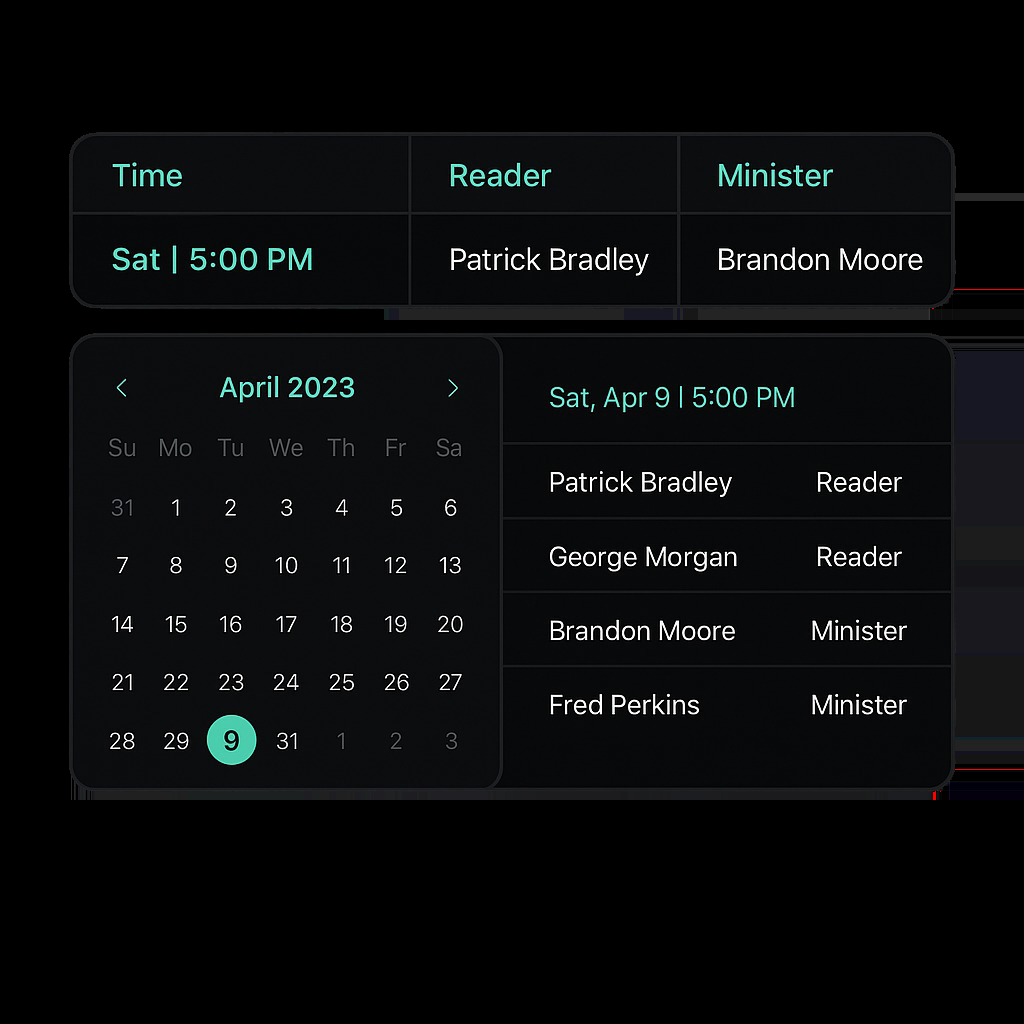 Time Reader Minister
Sat | 5:00 PM Patrick Bradley Brandon Moore
April 2023
Su Mo Tu We Th Fr Sa
31 1 2 3 4 5 6
7 8 9 10 11 12 13
14 15 16 17 18 19 20
21 22 23 24 25 26 27
28 29 9 31 1 2 3
Sat, Apr 9 | 5:00 PM
Patrick Bradley Reader
George Morgan Reader
Brandon Moore Minister
Fred Perkins Minister